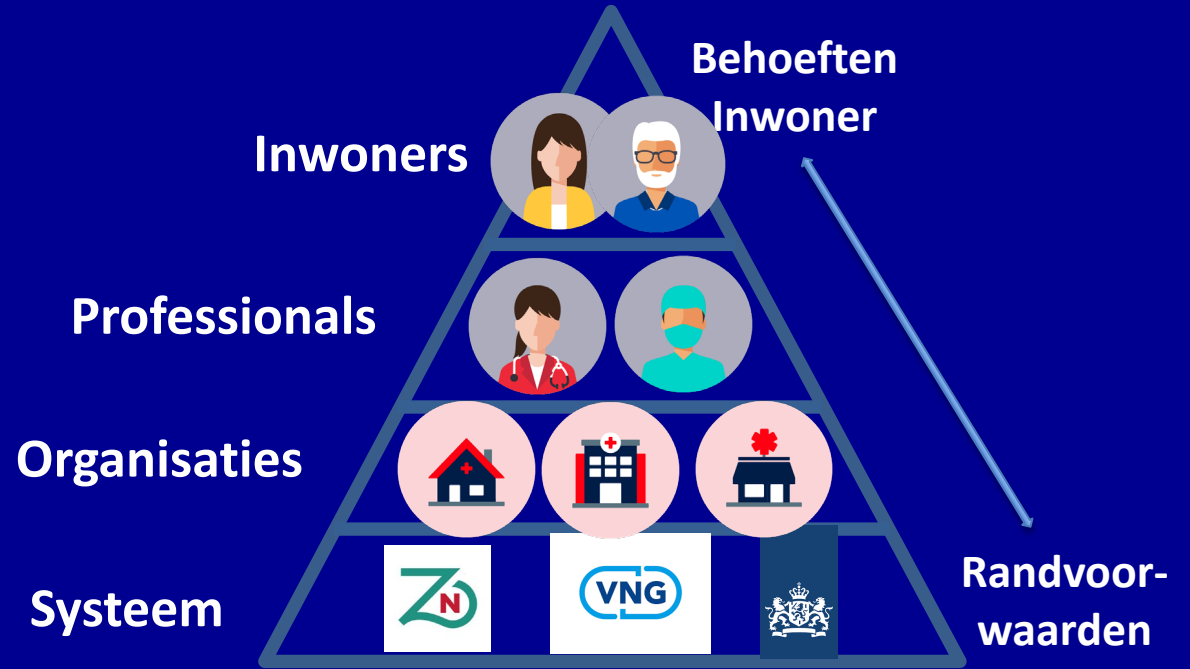 Behoeften
Inwoner
Inwoners
Professionals
Organisaties
Systeem
ZN
VNG
Randvoor-
waarden